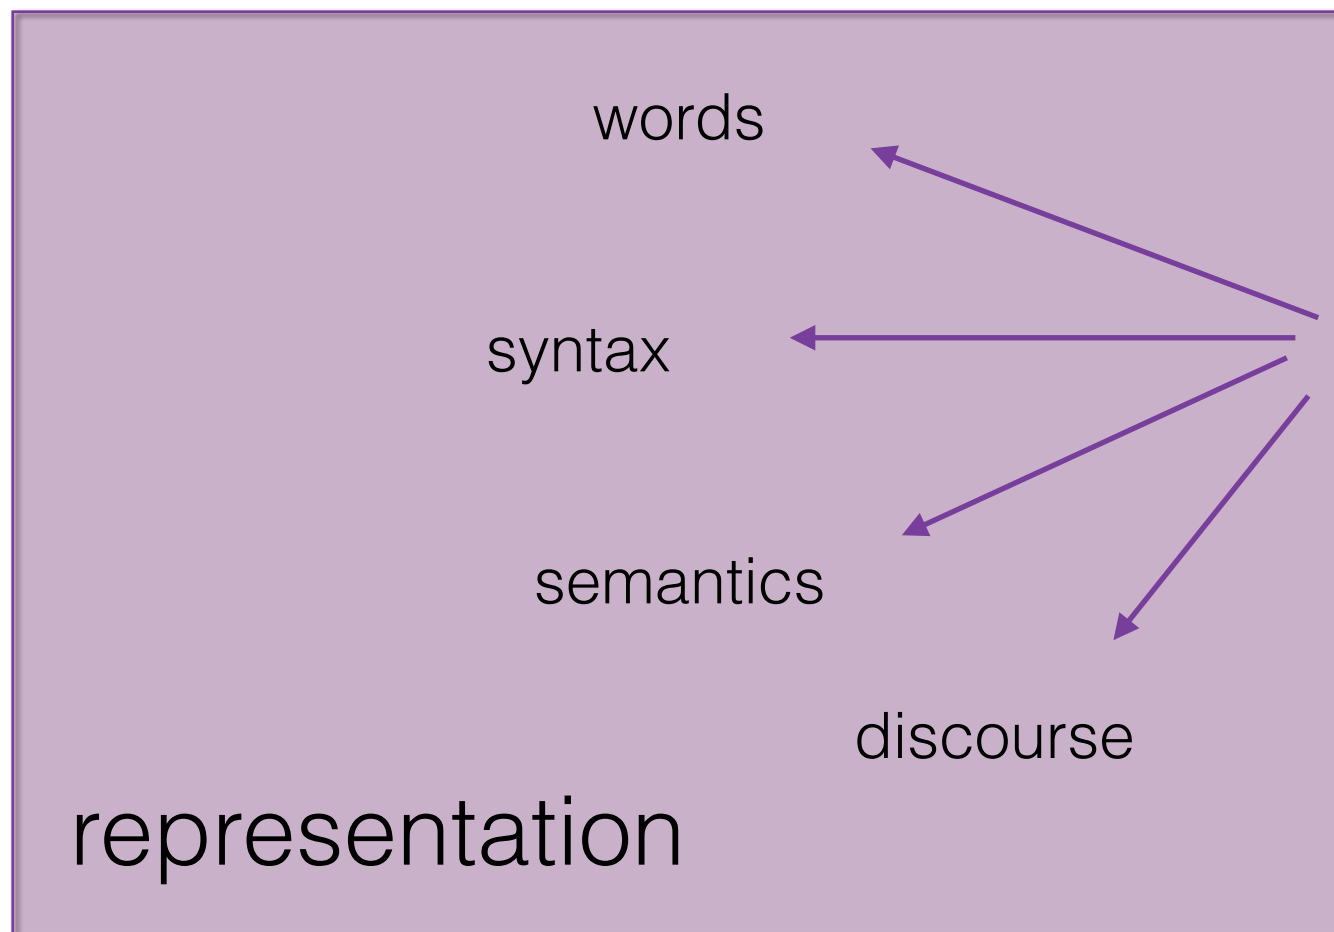 words
syntax
semantics
discourse
representation